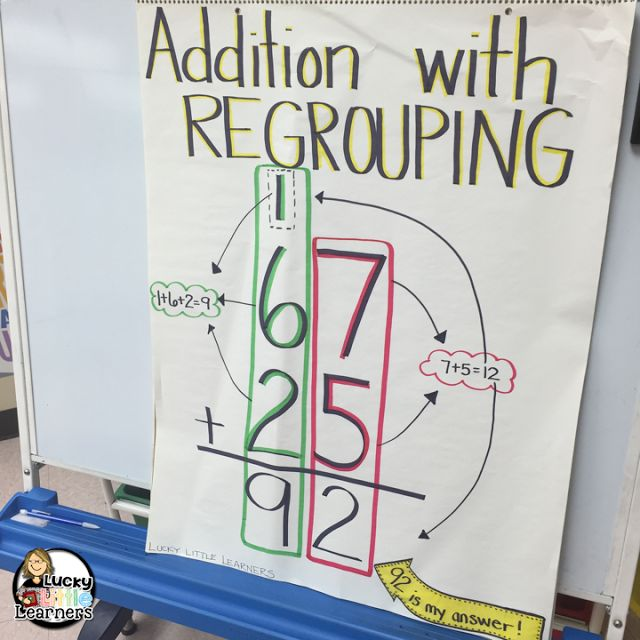 Addition with
REGROUPING
1
67
1+6+2=9
7+5=12
+ 25
92
LUCKY LITTLE LEARNERS
92 is my answer!
Lucky
Little
Learners